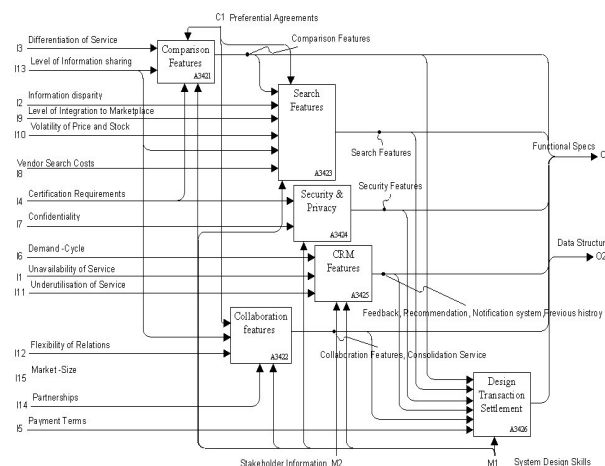 C1 Preferential Agreements
I3 Differentiation of Service
Comparison Features
A3421
Comparison Features
I13 Level of Information sharing
Search Features
A3423
I2 Information disparity
I9 Level of Integration to Marketplace
I10 Volatility of Price and Stock
Search Features
Functional Specs
O
I8 Vendor Search Costs
Security Features
I4 Certification Requirements
Security & Privacy
A3424
I7 Confidentiality
Data Structur
O2
I6 Demand -Cycle
CRM Features
A3425
I1 Unavailability of Service
I11 Underutilisation of Service
Feedback, Recommendation, Notification system,Previous histroy
Collaboration features
A3422
I12 Flexibility of Relations
Collaboration Features, Consolidation Service
I15 Market -Size
Design Transaction Settlement
A3426
I14 Partnerships
I5 Payment Terms
Stakeholder Information M2
M1 System Design Skills